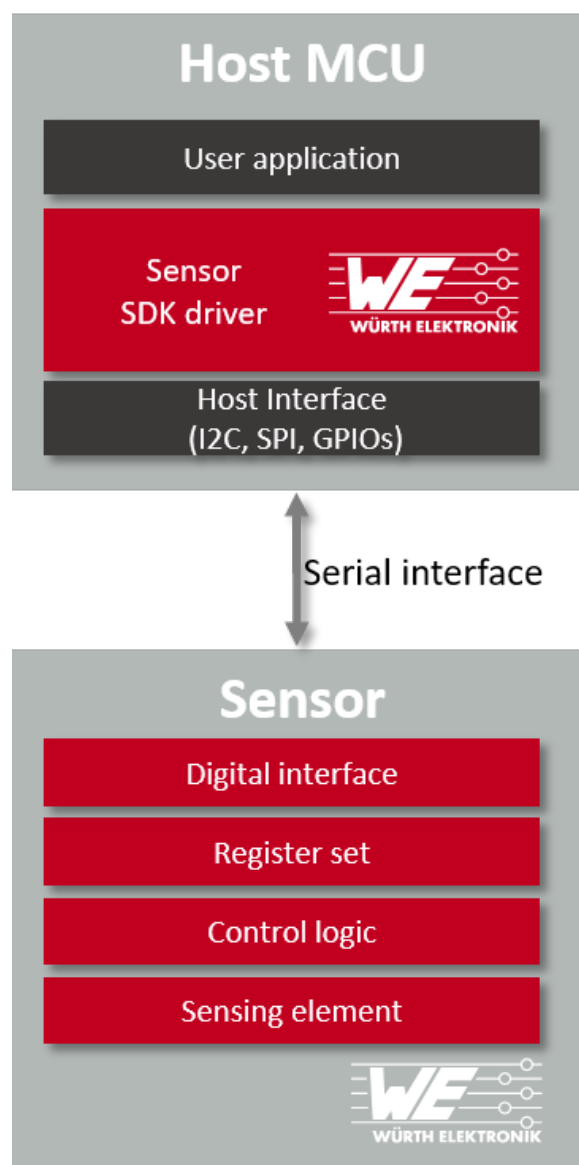 Host MCU
User application
Sensor
SDK driver
WE
WÜRTH ELEKTRONIK
Host Interface
(I2C, SPI, GPIOs)
Serial interface
Sensor
Digital interface
Register set
Control logic
Sensing element
WE
WÜRTH ELEKTRONIK